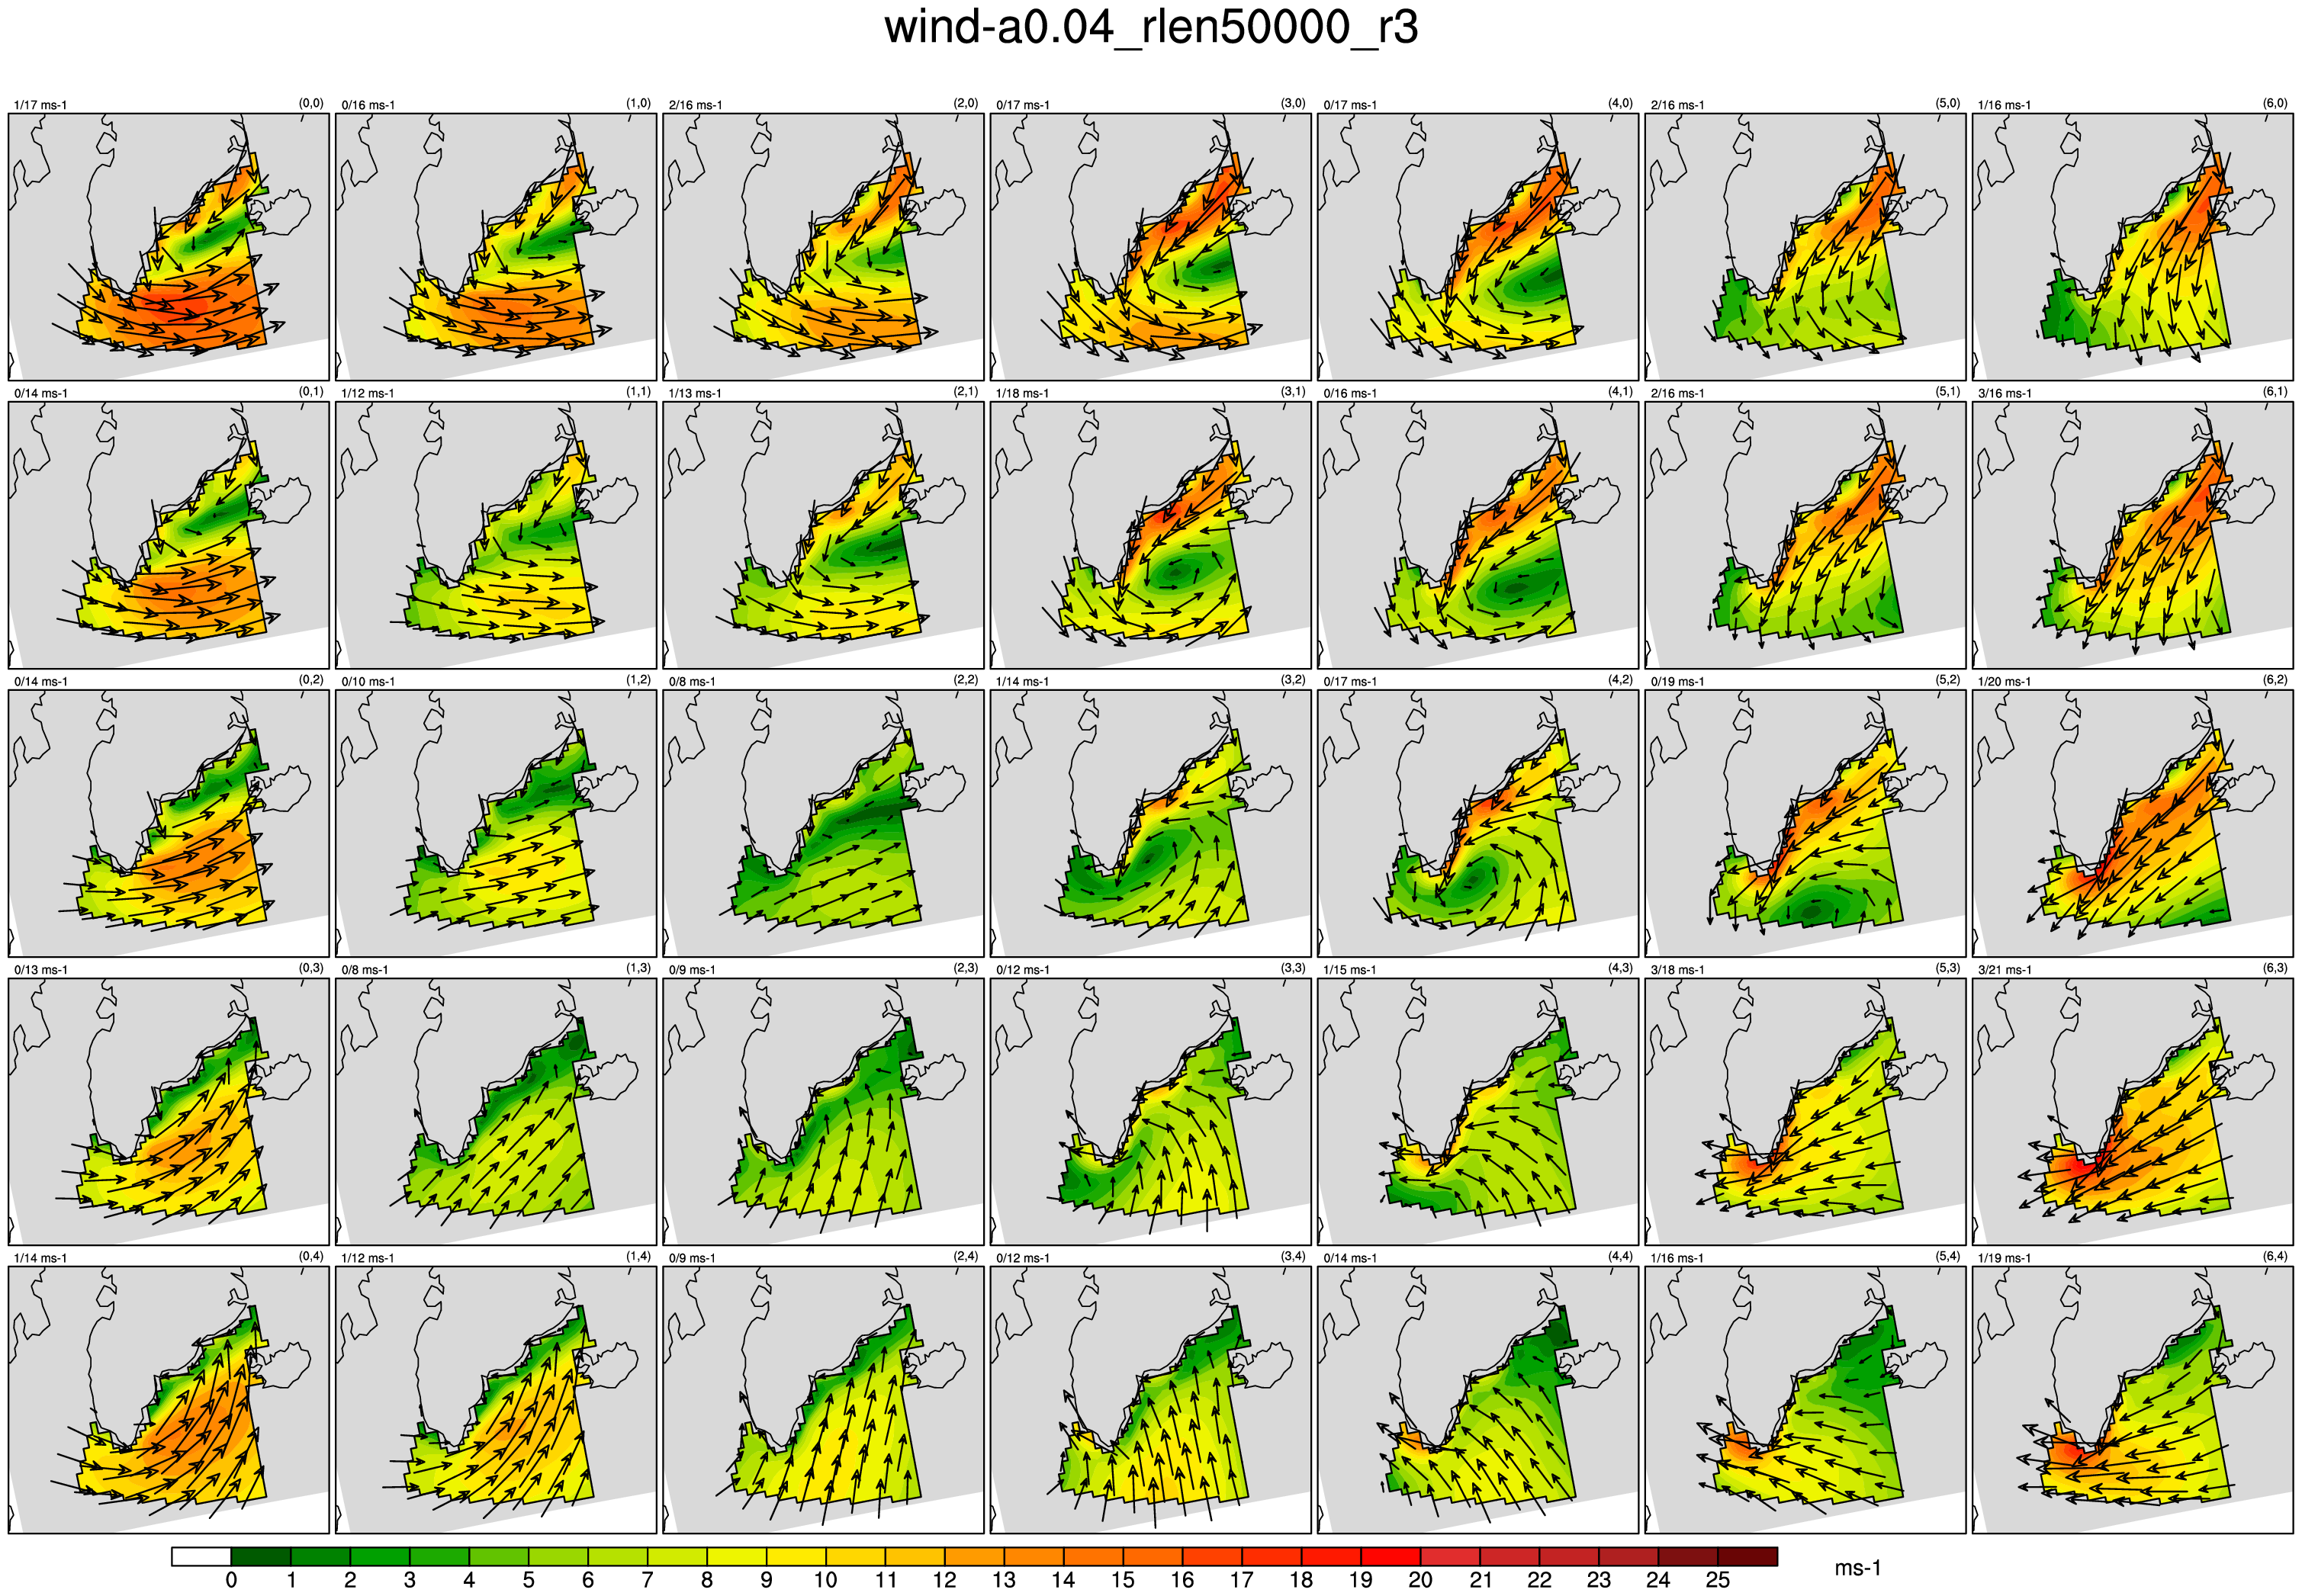 wind-a0.04_rlen50000_r3
1/17 ms-1 (0,0) 0/16 ms-1 (1,0) 2/16 ms-1 (2,0) 0/17 ms-1 (3,0) 0/17 ms-1 (4,0) 2/16 ms-1 (5,0) 1/16 ms-1 (6,0)
0/14 ms-1 (0,1) 1/12 ms-1 (1,1) 1/13 ms-1 (2,1) 1/18 ms-1 (3,1) 0/16 ms-1 (4,1) 2/16 ms-1 (5,1) 3/16 ms-1 (6,1)
0/14 ms-1 (0,2) 0/10 ms-1 (1,2) 0/8 ms-1 (2,2) 1/14 ms-1 (3,2) 0/17 ms-1 (4,2) 0/19 ms-1 (5,2) 1/20 ms-1 (6,2)
0/13 ms-1 (0,3) 0/8 ms-1 (1,3) 0/9 ms-1 (2,3) 0/12 ms-1 (3,3) 1/15 ms-1 (4,3) 3/18 ms-1 (5,3) 3/21 ms-1 (6,3)
1/14 ms-1 (0,4) 1/12 ms-1 (1,4) 0/9 ms-1 (2,4) 0/12 ms-1 (3,4) 0/14 ms-1 (4,4) 1/16 ms-1 (5,4) 1/19 ms-1 (6,4)
0 1 2 3 4 5 6 7 8 9 10 11 12 13 14 15 16 17 18 19 20 21 22 23 24 25 ms-1